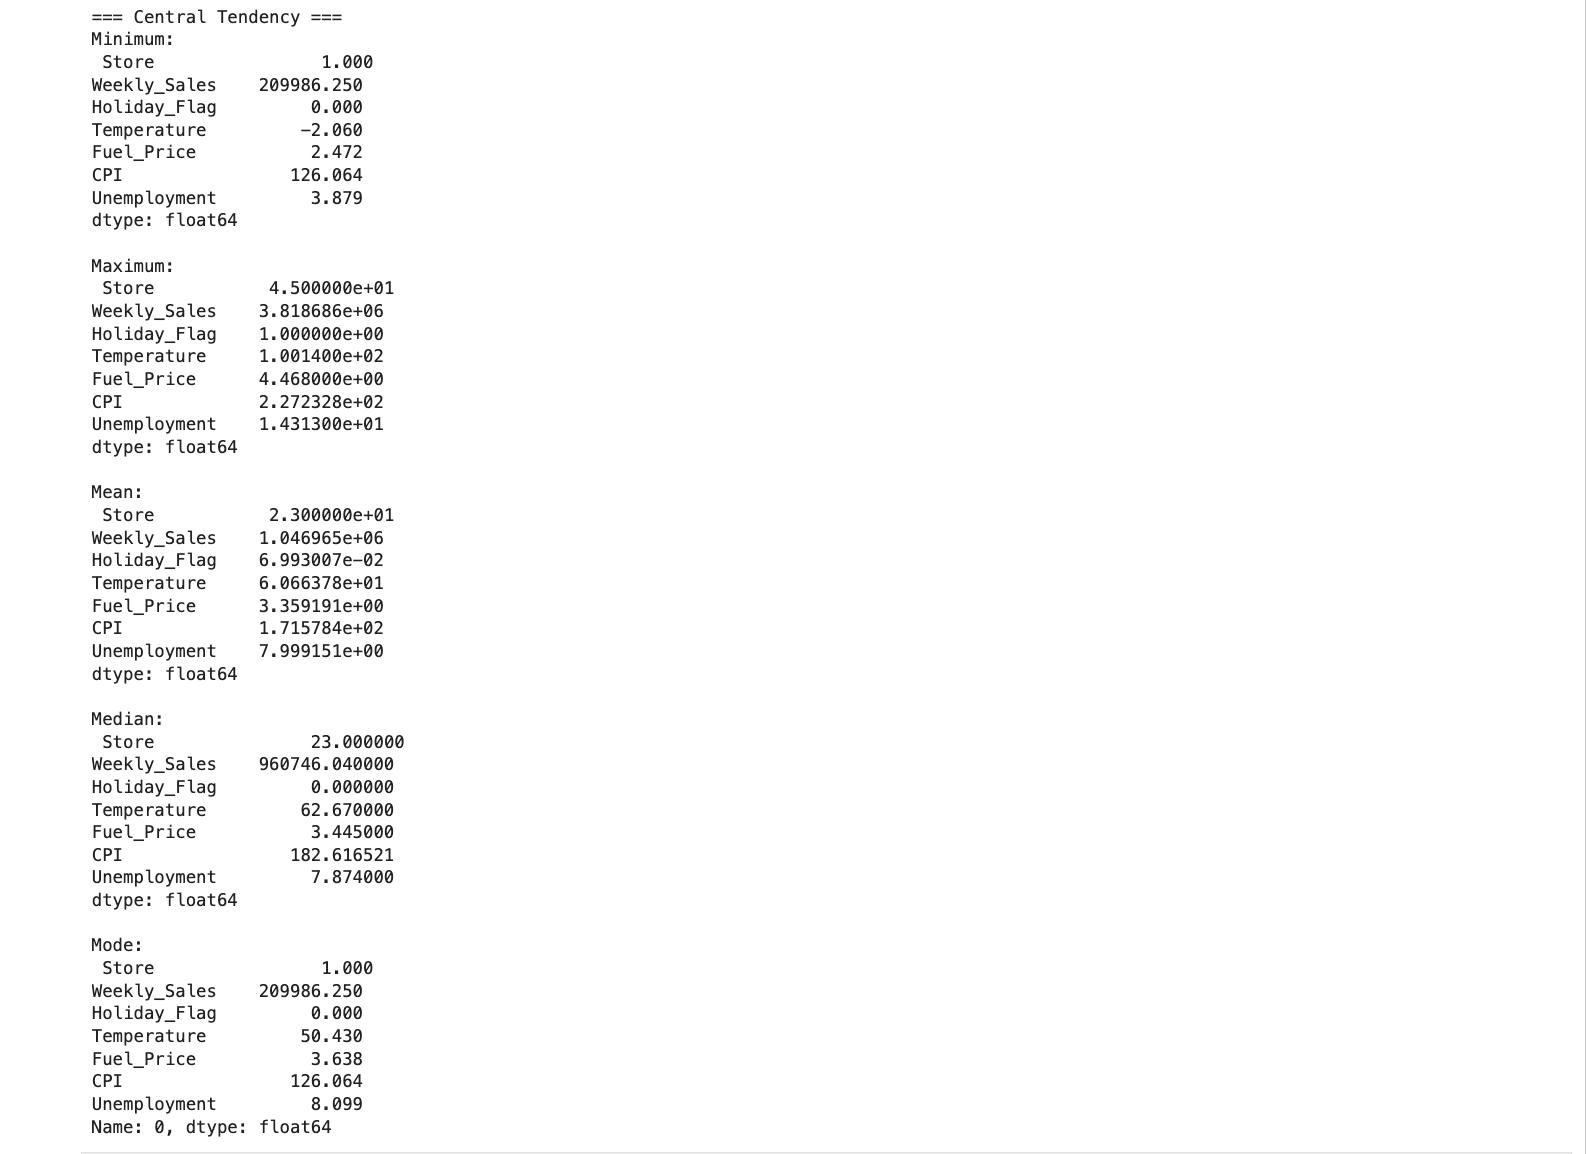 === Central Tendency ===
Minimum:
 Store                1.000
Weekly_Sales    209986.250
Holiday_Flag         0.000
Temperature         −2.060
Fuel_Price           2.472
CPI                126.064
Unemployment         3.879
dtype: float64

Maximum:
 Store           4.500000e+01
Weekly_Sales    3.818686e+06
Holiday_Flag    1.000000e+00
Temperature     1.001400e+02
Fuel_Price      4.468000e+00
CPI             2.272328e+02
Unemployment    1.431300e+01
dtype: float64

Mean:
 Store           2.300000e+01
Weekly_Sales    1.046965e+06
Holiday_Flag    6.993007e−02
Temperature     6.066378e+01
Fuel_Price      3.359191e+00
CPI             1.715784e+02
Unemployment    7.999151e+00
dtype: float64

Median:
 Store               23.000000
Weekly_Sales    960746.040000
Holiday_Flag         0.000000
Temperature         62.670000
Fuel_Price           3.445000
CPI                182.616521
Unemployment         7.874000
dtype: float64

Mode:
 Store                1.000
Weekly_Sales    209986.250
Holiday_Flag         0.000
Temperature         50.430
Fuel_Price           3.638
CPI                126.064
Unemployment         8.099
Name: 0, dtype: float64